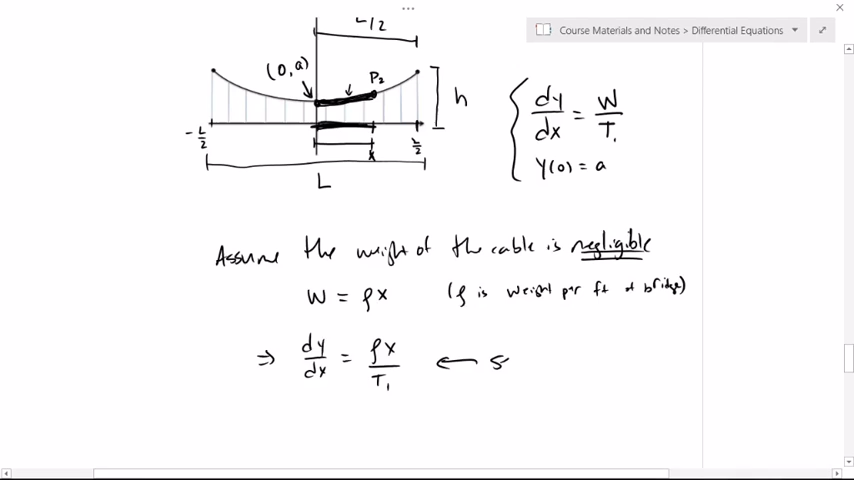 Course Materials and Notes > Differential Equations
L/2
(0,a)
P₂
h
-L/2
x
L/2
L
dy/dx = W/T₁
y(0) = a
Assume the weight of the cable is negligible
W = ρx (ρ is weight per ft of bridge)
⇒ dy/dx = ρx/T₁ ← s